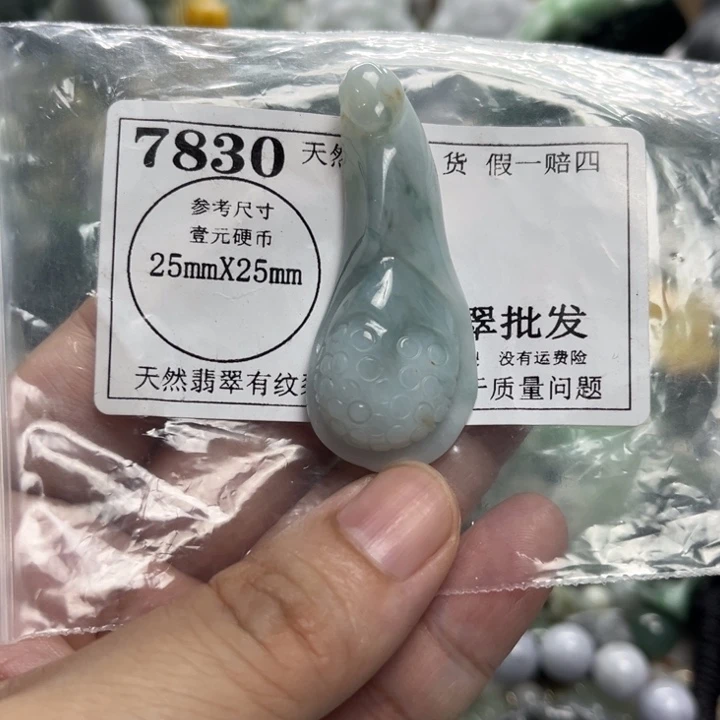 7830 天然 货 假一赔四
参考尺寸
壹元硬币
25mmX25mm
翠批发
没有运费险
天然翡翠有纹 质量问题